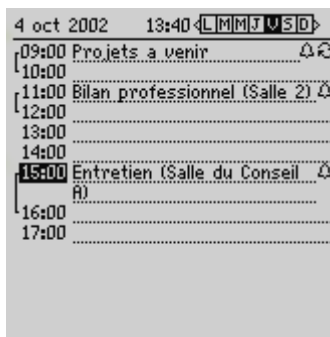 4 oct 2002 13:40 L M M J V S D
09:00 Projets a venir
10:00
11:00 Bilan professionnel (Salle 2)
12:00
13:00
14:00
15:00 Entretien (Salle du Conseil
A)
16:00
17:00